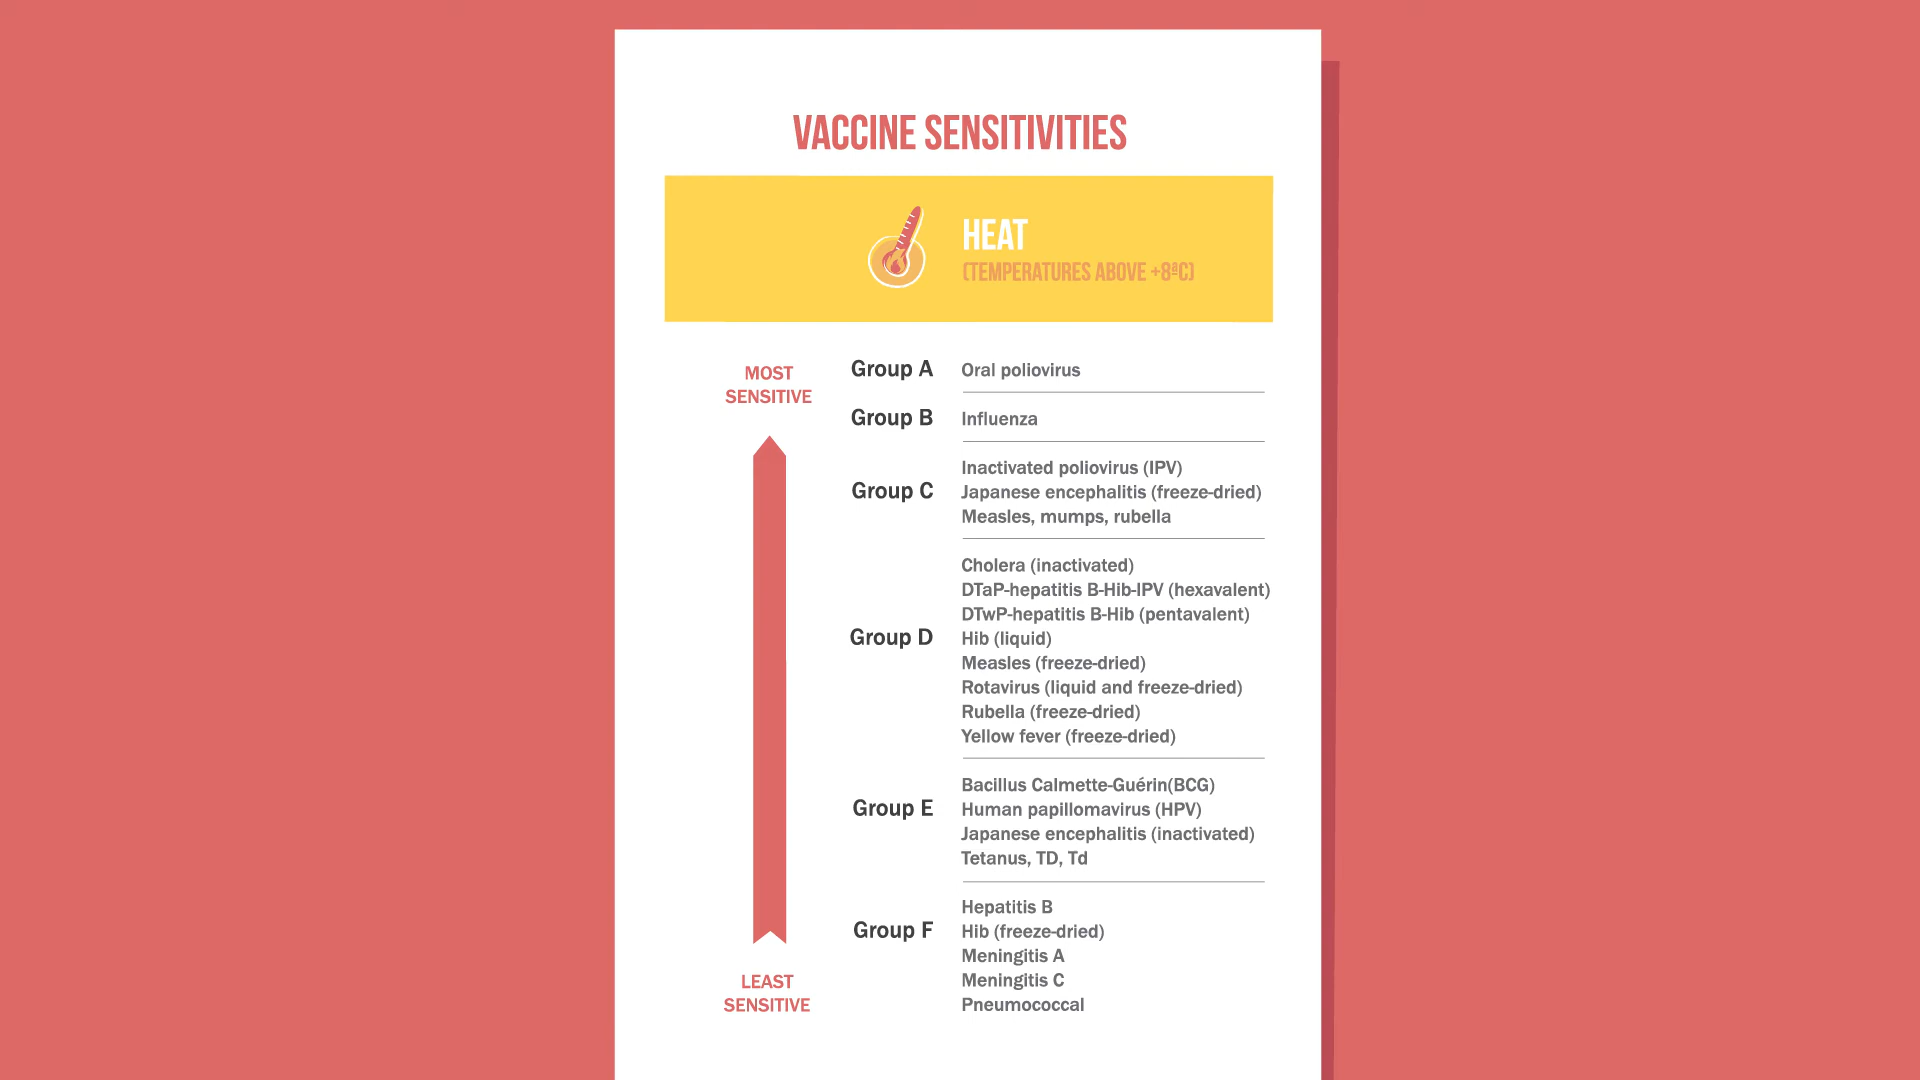 VACCINE SENSITIVITIES
HEAT
(TEMPERATURES ABOVE +8ºC)
MOST
SENSITIVE
Group A
Oral poliovirus
Group B
Influenza
Group C
Inactivated poliovirus (IPV)
Japanese encephalitis (freeze-dried)
Measles, mumps, rubella
Group D
Cholera (inactivated)
DTaP-hepatitis B-Hib-IPV (hexavalent)
DTwP-hepatitis B-Hib (pentavalent)
Hib (liquid)
Measles (freeze-dried)
Rotavirus (liquid and freeze-dried)
Rubella (freeze-dried)
Yellow fever (freeze-dried)
Group E
Bacillus Calmette-Guérin(BCG)
Human papillomavirus (HPV)
Japanese encephalitis (inactivated)
Tetanus, TD, Td
Group F
Hepatitis B
Hib (freeze-dried)
Meningitis A
Meningitis C
Pneumococcal
LEAST
SENSITIVE